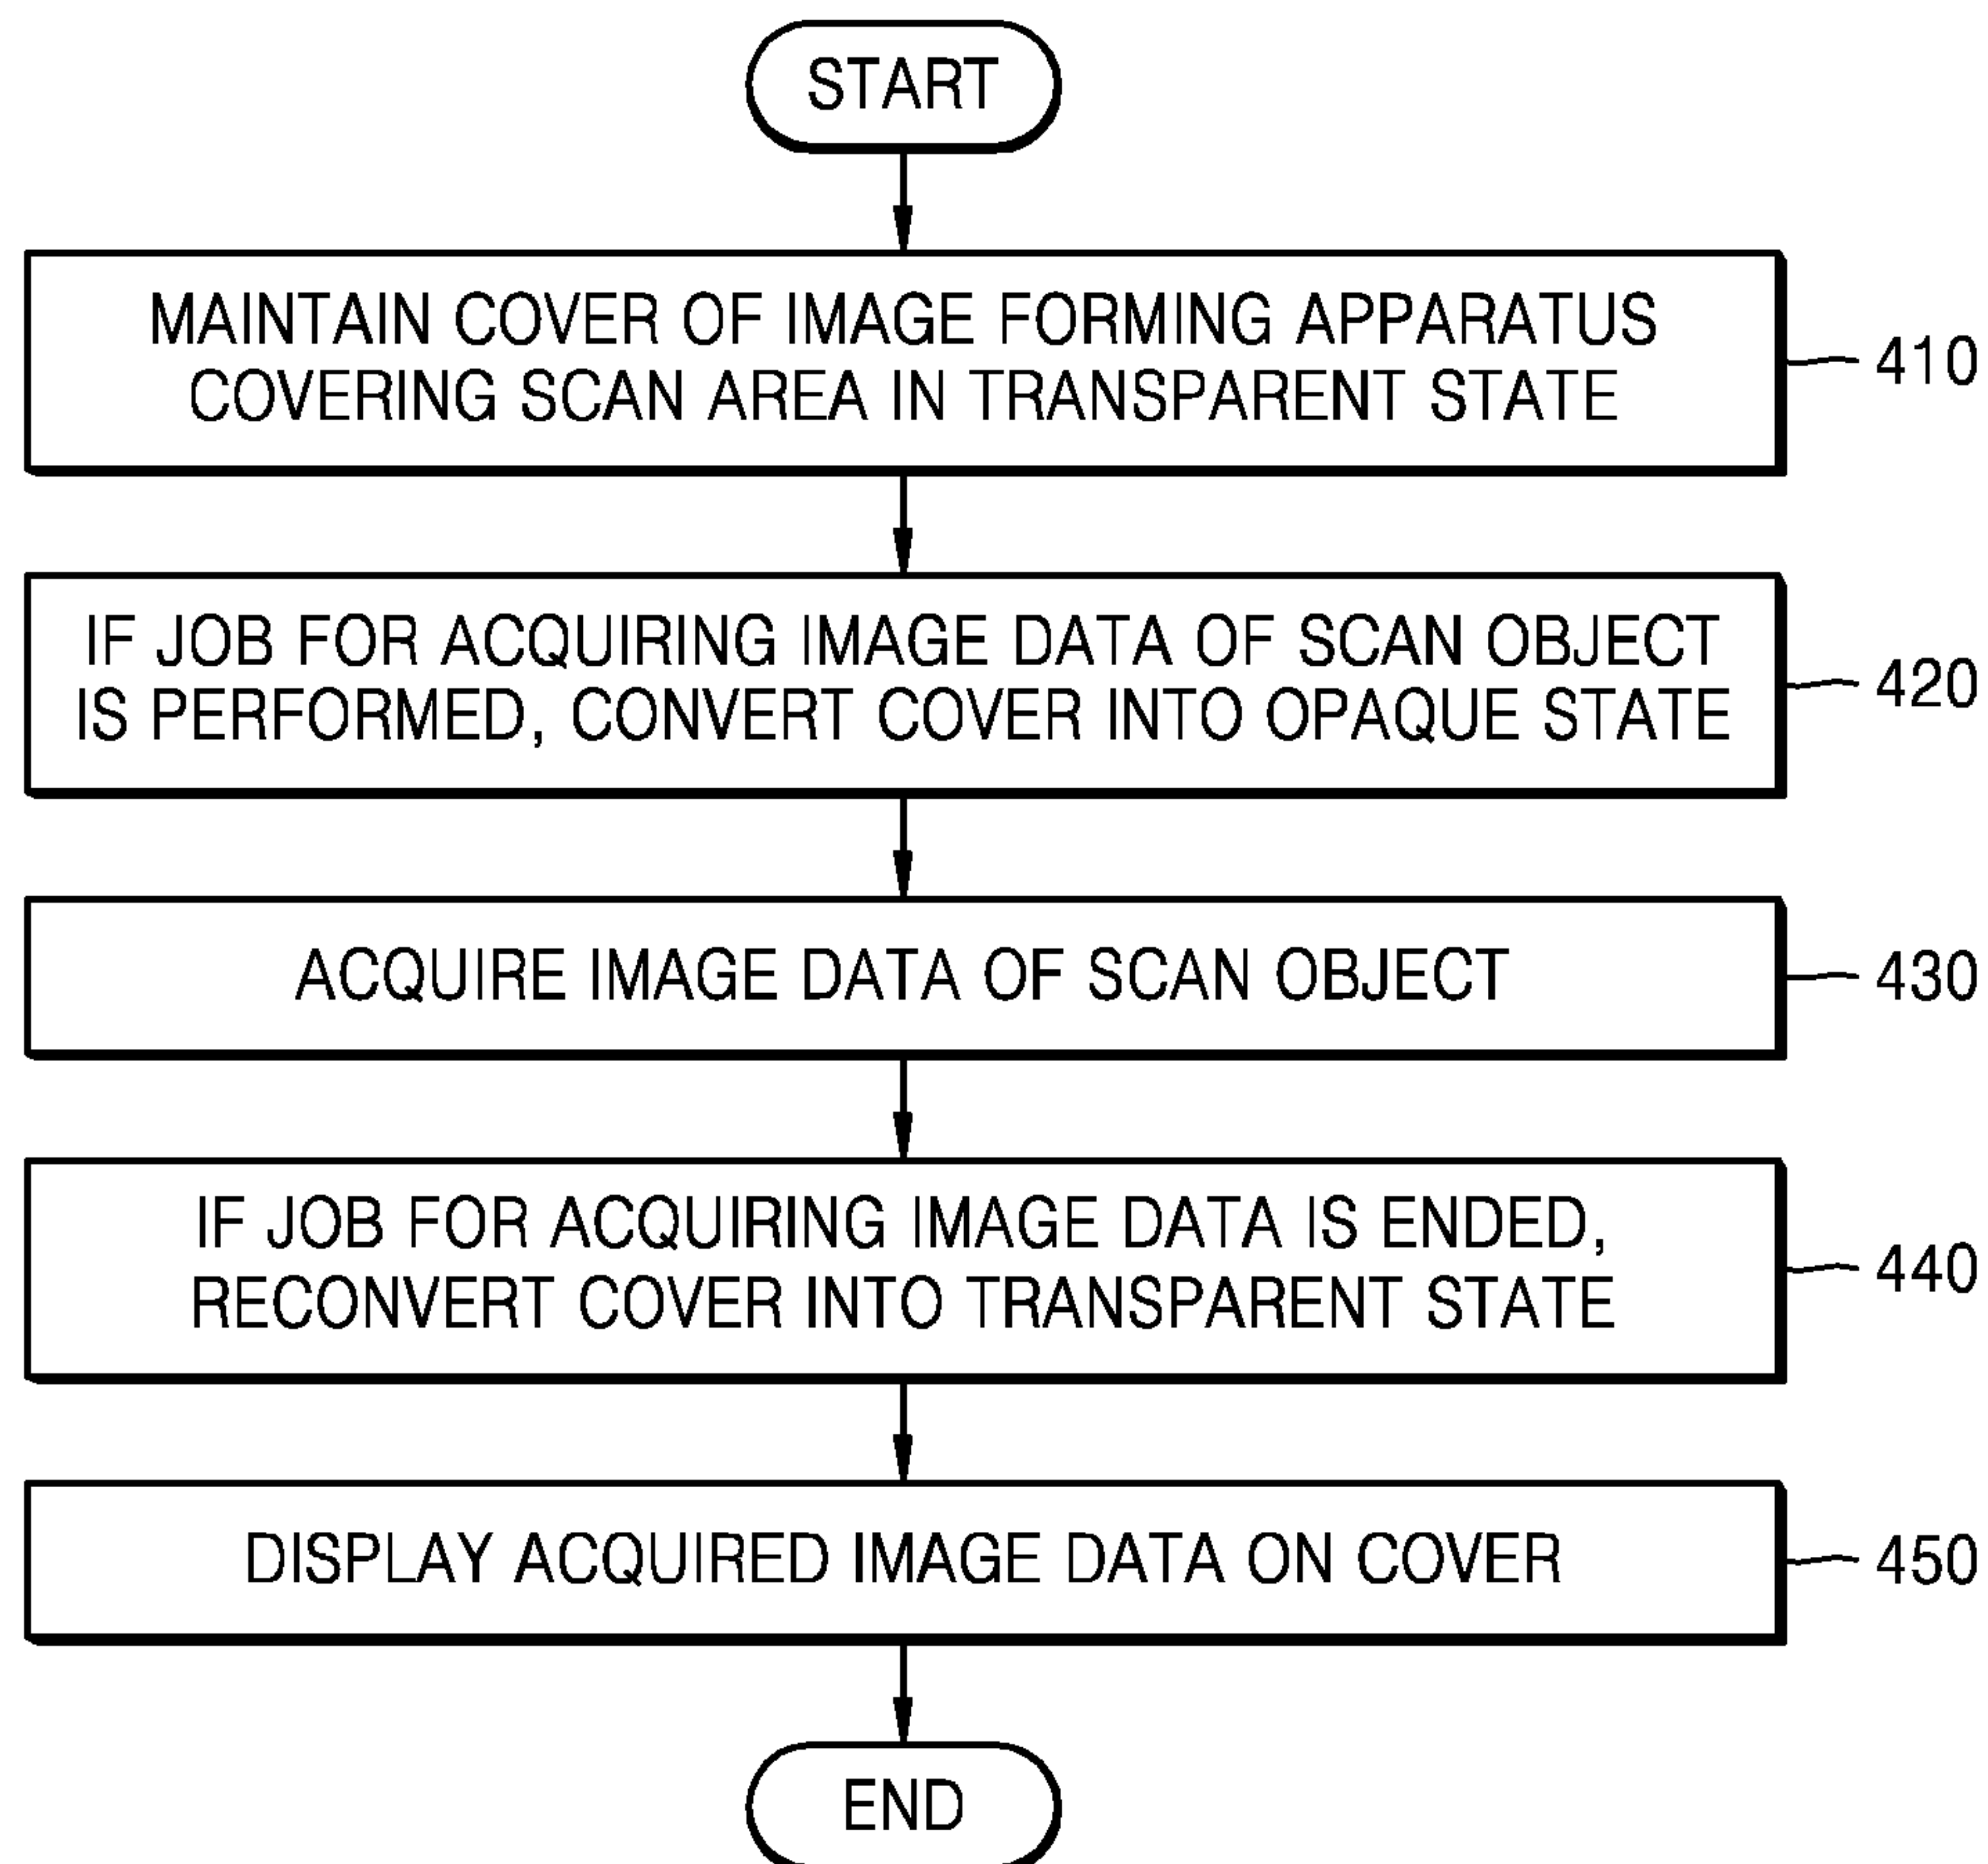 START
MAINTAIN COVER OF IMAGE FORMING APPARATUS
COVERING SCAN AREA IN TRANSPARENT STATE
410
IF JOB FOR ACQUIRING IMAGE DATA OF SCAN OBJECT
IS PERFORMED, CONVERT COVER INTO OPAQUE STATE
420
ACQUIRE IMAGE DATA OF SCAN OBJECT
430
IF JOB FOR ACQUIRING IMAGE DATA IS ENDED,
RECONVERT COVER INTO TRANSPARENT STATE
440
DISPLAY ACQUIRED IMAGE DATA ON COVER
450
END